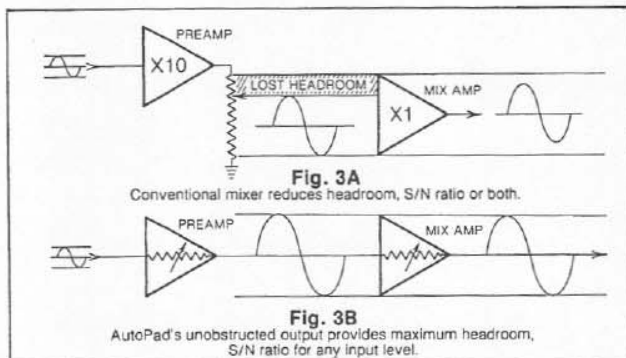 PREAMP
X10
LOST HEADROOM
MIX AMP
X1
Fig. 3A
Conventional mixer reduces headroom, S/N ratio or both.
PREAMP
MIX AMP
Fig. 3B
AutoPad's unobstructed output provides maximum headroom,
S/N ratio for any input level.